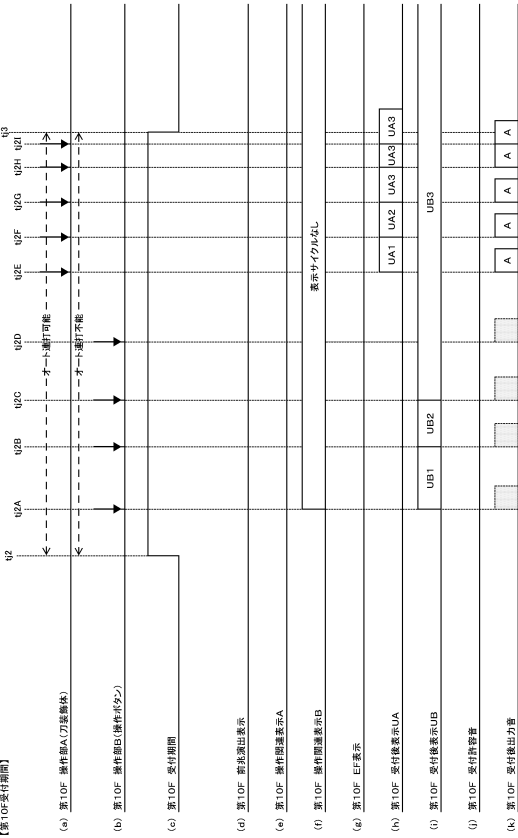 【第10F受付期間】
tj2
tj2A
tj2B
tj2C
tj2D
tj2E
tj2F
tj2G
tj2H
tj2I
tj3
オート連打可能
オート連打不能
(a) 第10F 操作部A(刀装飾体)
(b) 第10F 操作部B(操作ボタン)
(c) 第10F 受付期間
(d) 第10F 前兆演出表示
(e) 第10F 操作関連表示A
(f) 第10F 操作関連表示B
表示サイクルなし
(g) 第10F EF表示
(h) 第10F 受付後表示UA
UA1
UA2
UA3
UA3
UA3
(i) 第10F 受付後表示UB
UB1
UB2
UB3
(j) 第10F 受付許容音
(k) 第10F 受付後出力音
A
A
A
A
A